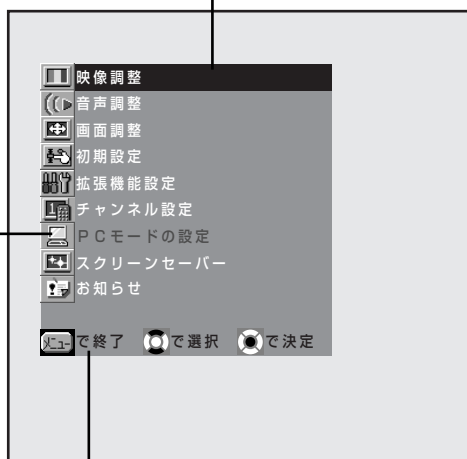 映像調整
音声調整
画面調整
初期設定
拡張機能設定
チャンネル設定
PCモードの設定
スクリーンセーバー
お知らせ
メニューで終了 で選択 で決定